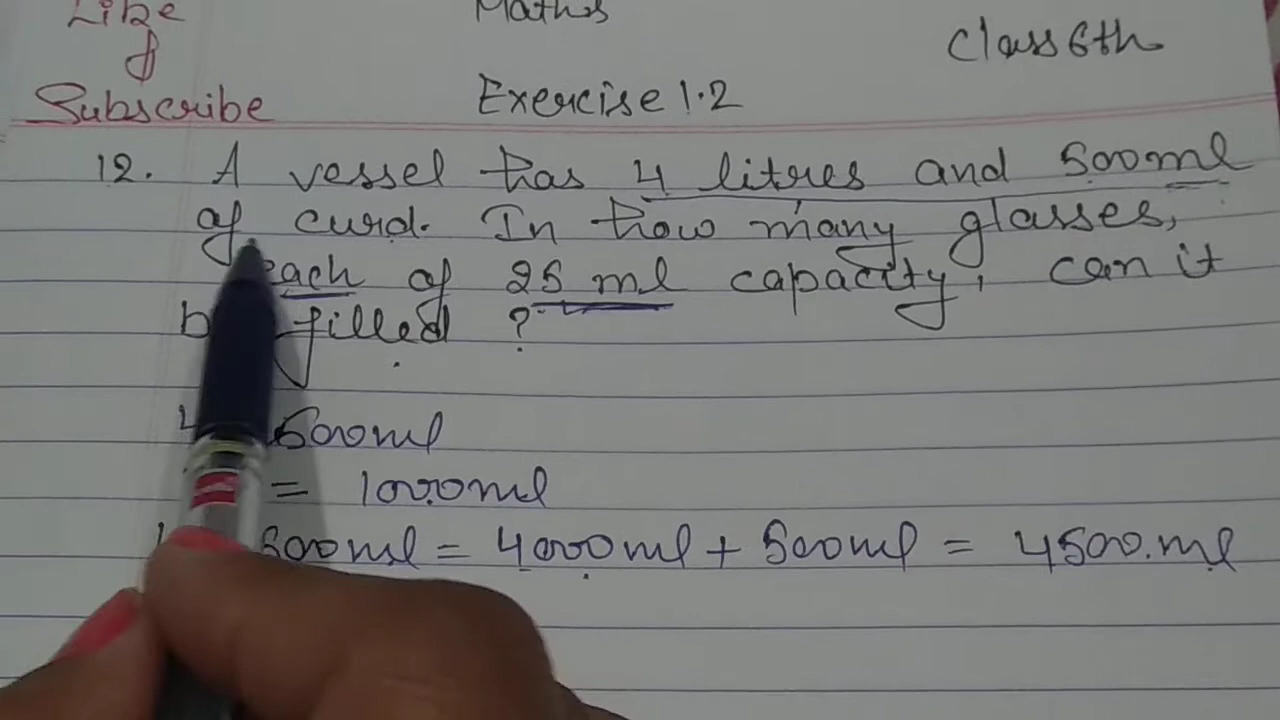 Like
Maths
Class 6th
&
Subscribe
Exercise 1.2
12. A vessel has 4 litres and 500ml
of curd. In how many glasses,
each of 25 ml capacity, can it
filled ?
500ml
= 1000ml
500ml = 4000ml + 500ml = 4500.ml